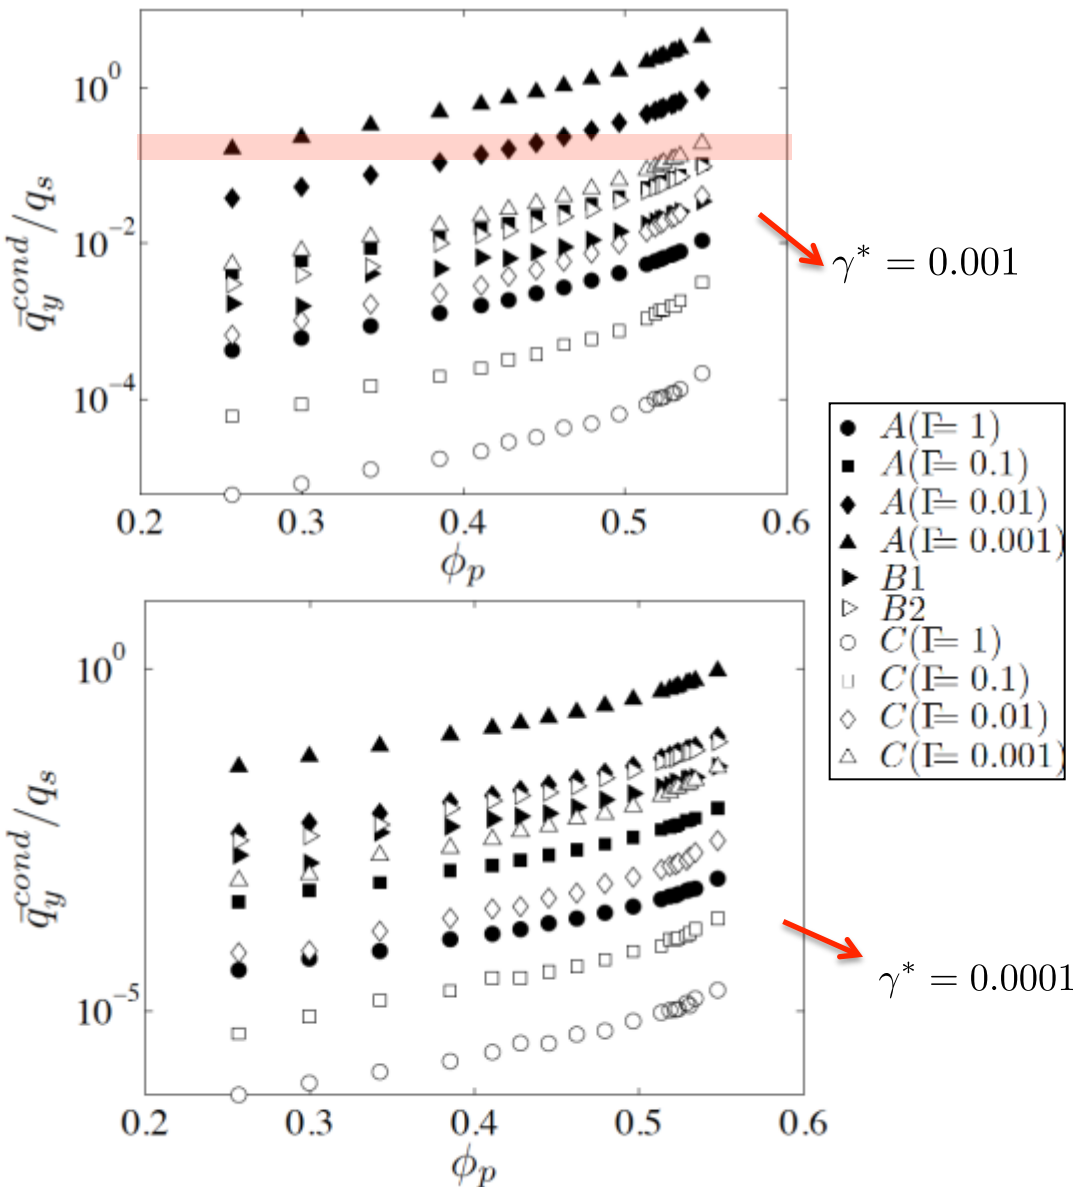 10^0
10^{-2}
10^{-4}
\bar{q}_y^{cond}/q_s
0.2 0.3 0.4 0.5 0.6
ϕ_p
γ* = 0.001
A(Γ= 1)
A(Γ= 0.1)
A(Γ= 0.01)
A(Γ= 0.001)
B1
B2
C(Γ= 1)
C(Γ= 0.1)
C(Γ= 0.01)
C(Γ= 0.001)
10^0
10^{-5}
\bar{q}_y^{cond}/q_s
0.2 0.3 0.4 0.5 0.6
ϕ_p
γ* = 0.0001